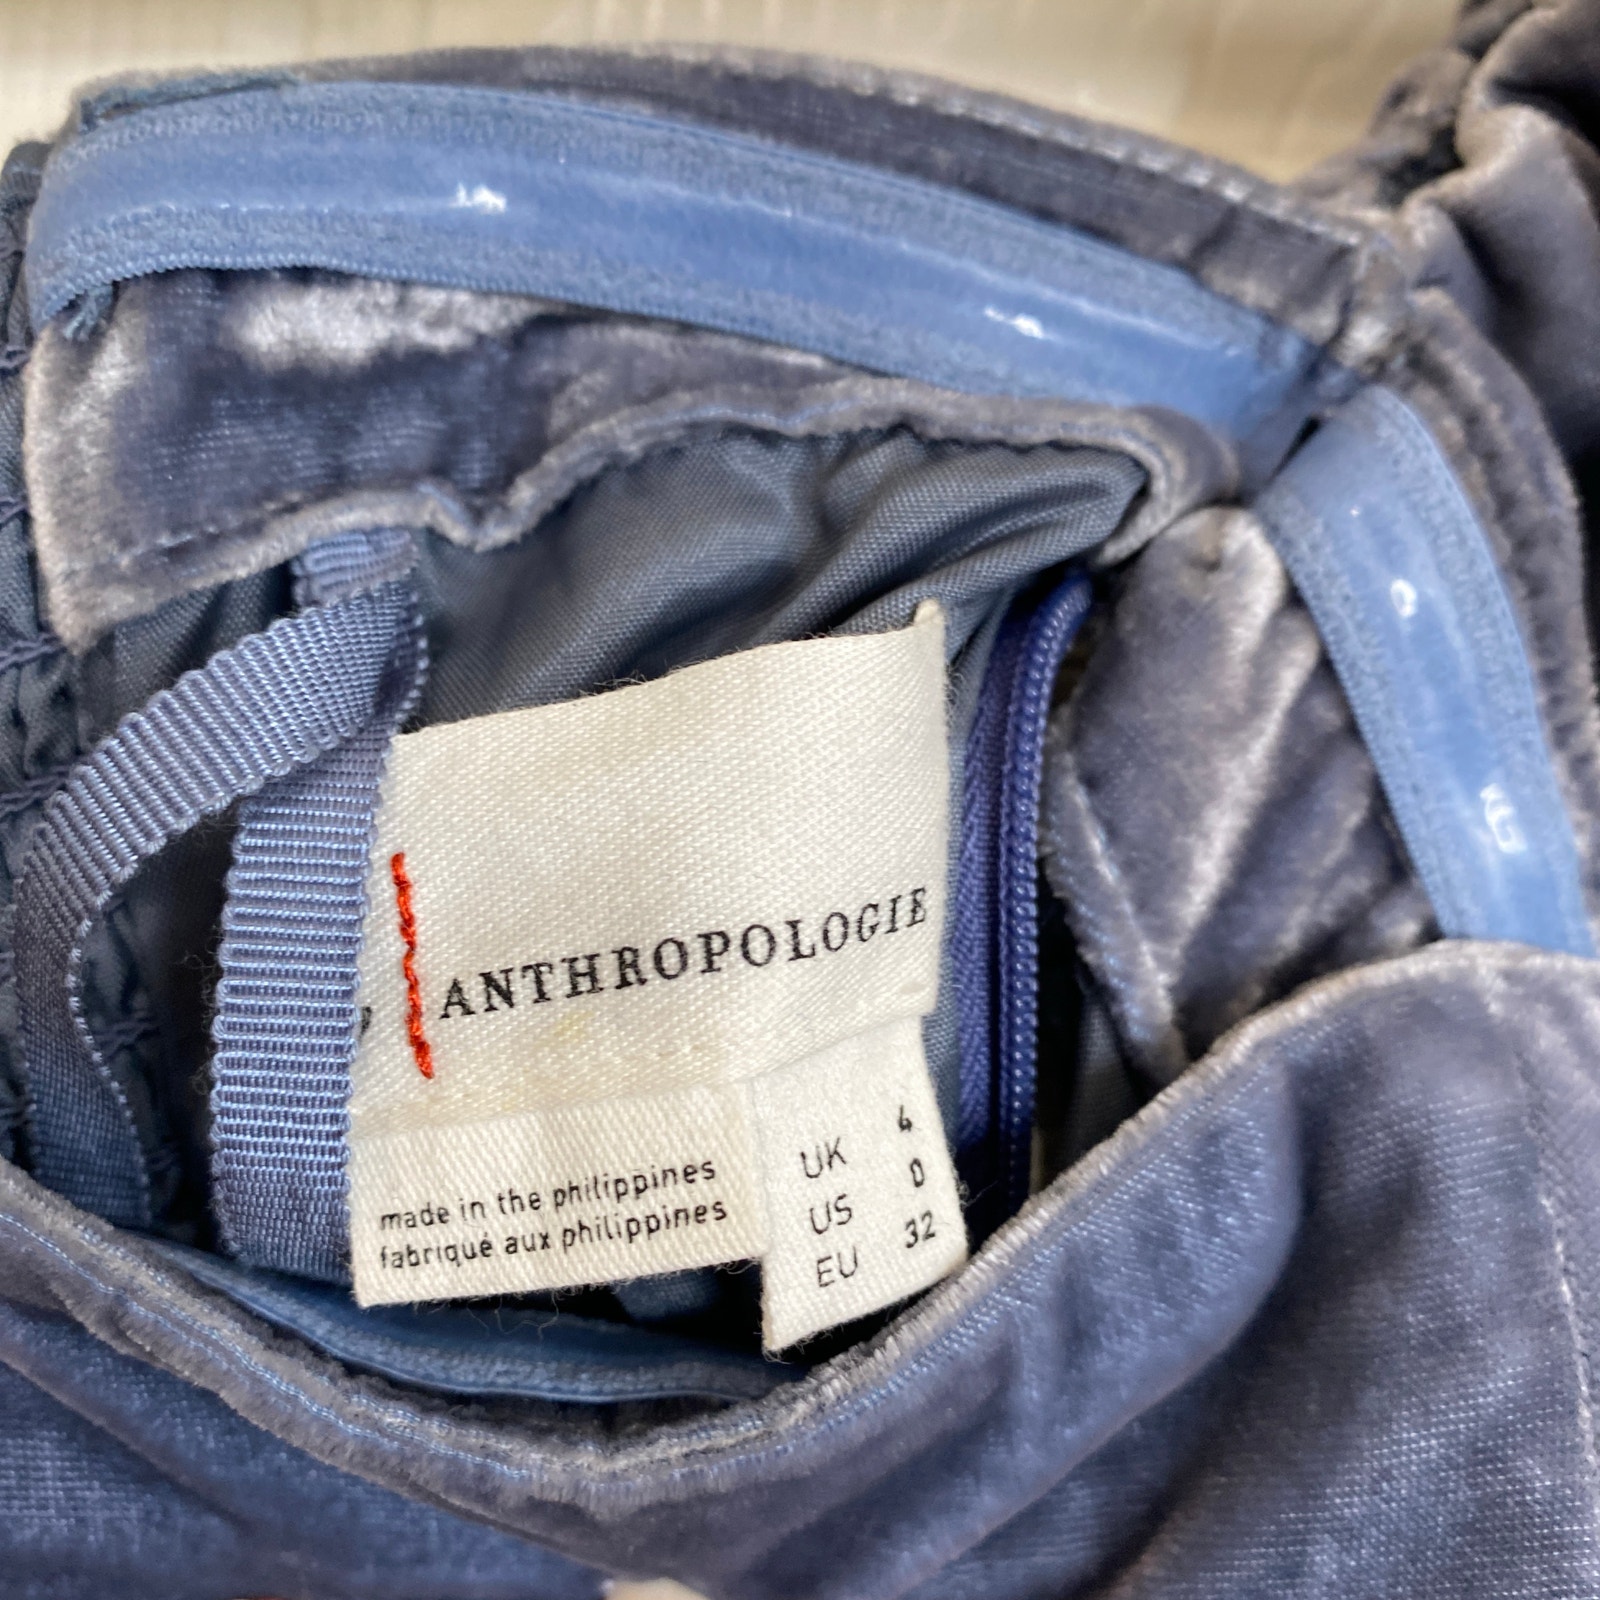 ANTHROPOLOGIE
made in the philippines
fabriqué aux philippines
UK 4
US 0
EU 32